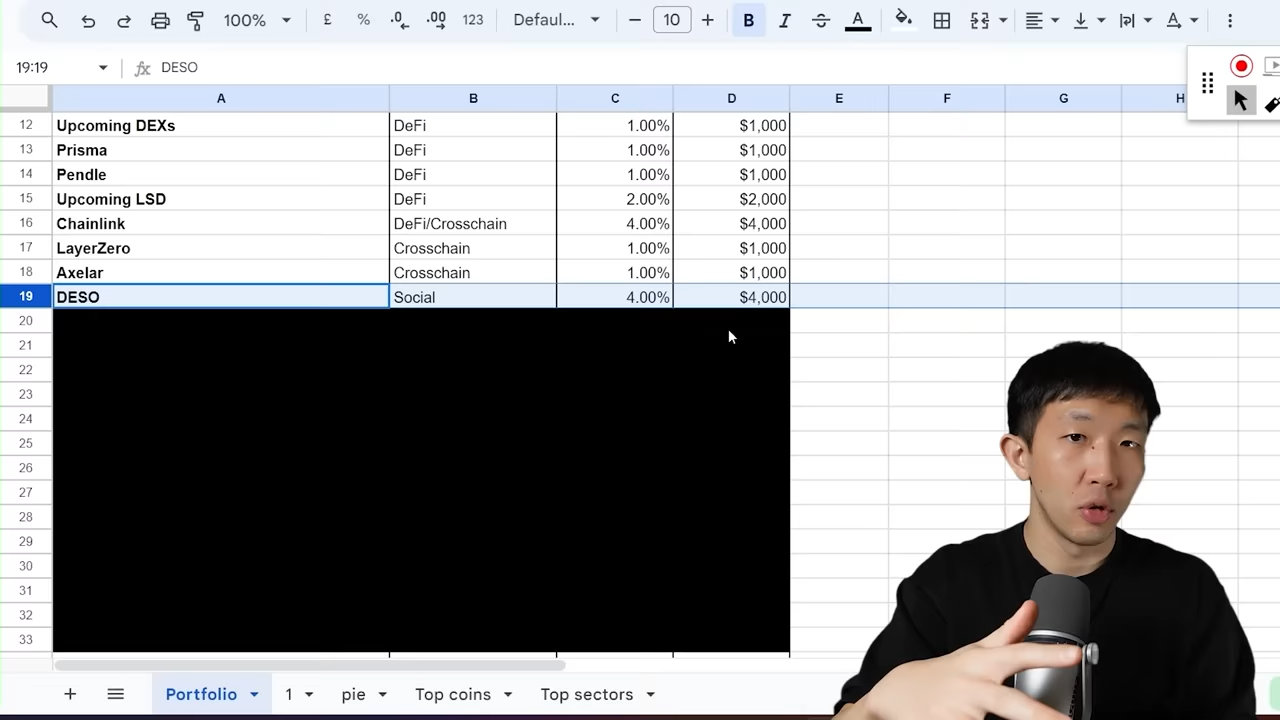 100% £ % .0 .00 123 Defaul... 10 B I A A
19:19 fx DESO
A B C D E F G H
12 Upcoming DEXs DeFi 1.00% $1,000
13 Prisma DeFi 1.00% $1,000
14 Pendle DeFi 1.00% $1,000
15 Upcoming LSD DeFi 2.00% $2,000
16 Chainlink DeFi/Crosschain 4.00% $4,000
17 LayerZero Crosschain 1.00% $1,000
18 Axelar Crosschain 1.00% $1,000
19 DESO Social 4.00% $4,000
20
21
22
23
24
25
26
27
28
29
30
31
32
33
Portfolio 1 pie Top coins Top sectors